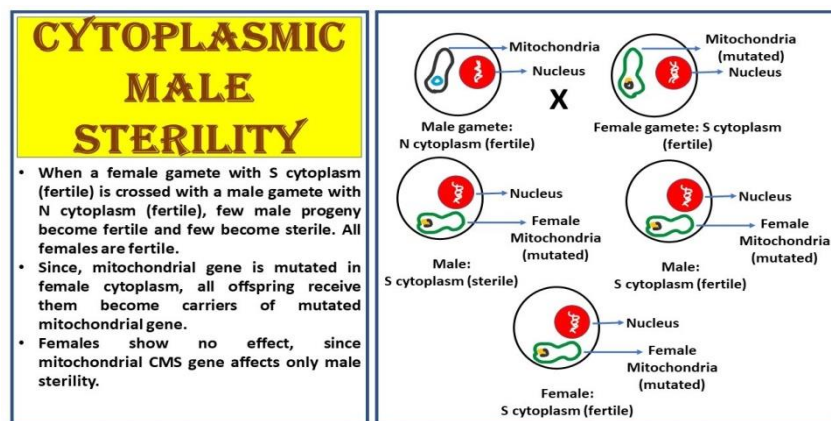 CYTOPLASMIC
MALE
STERILITY
• When a female gamete with S cytoplasm
(fertile) is crossed with a male gamete with
N cytoplasm (fertile), few male progeny
become fertile and few become sterile. All
females are fertile.
• Since, mitochondrial gene is mutated in
female cytoplasm, all offspring receive
them become carriers of mutated
mitochondrial gene.
• Females show no effect, since
mitochondrial CMS gene affects only male
sterility.
Mitochondria
Nucleus
Male gamete:
N cytoplasm (fertile)
X
Mitochondria
(mutated)
Nucleus
Female gamete: S cytoplasm
(fertile)
Nucleus
Female
Mitochondria
(mutated)
Male:
S cytoplasm (sterile)
Nucleus
Female
Mitochondria
(mutated)
Male:
S cytoplasm (fertile)
Nucleus
Female
Mitochondria
(mutated)
Female:
S cytoplasm (fertile)